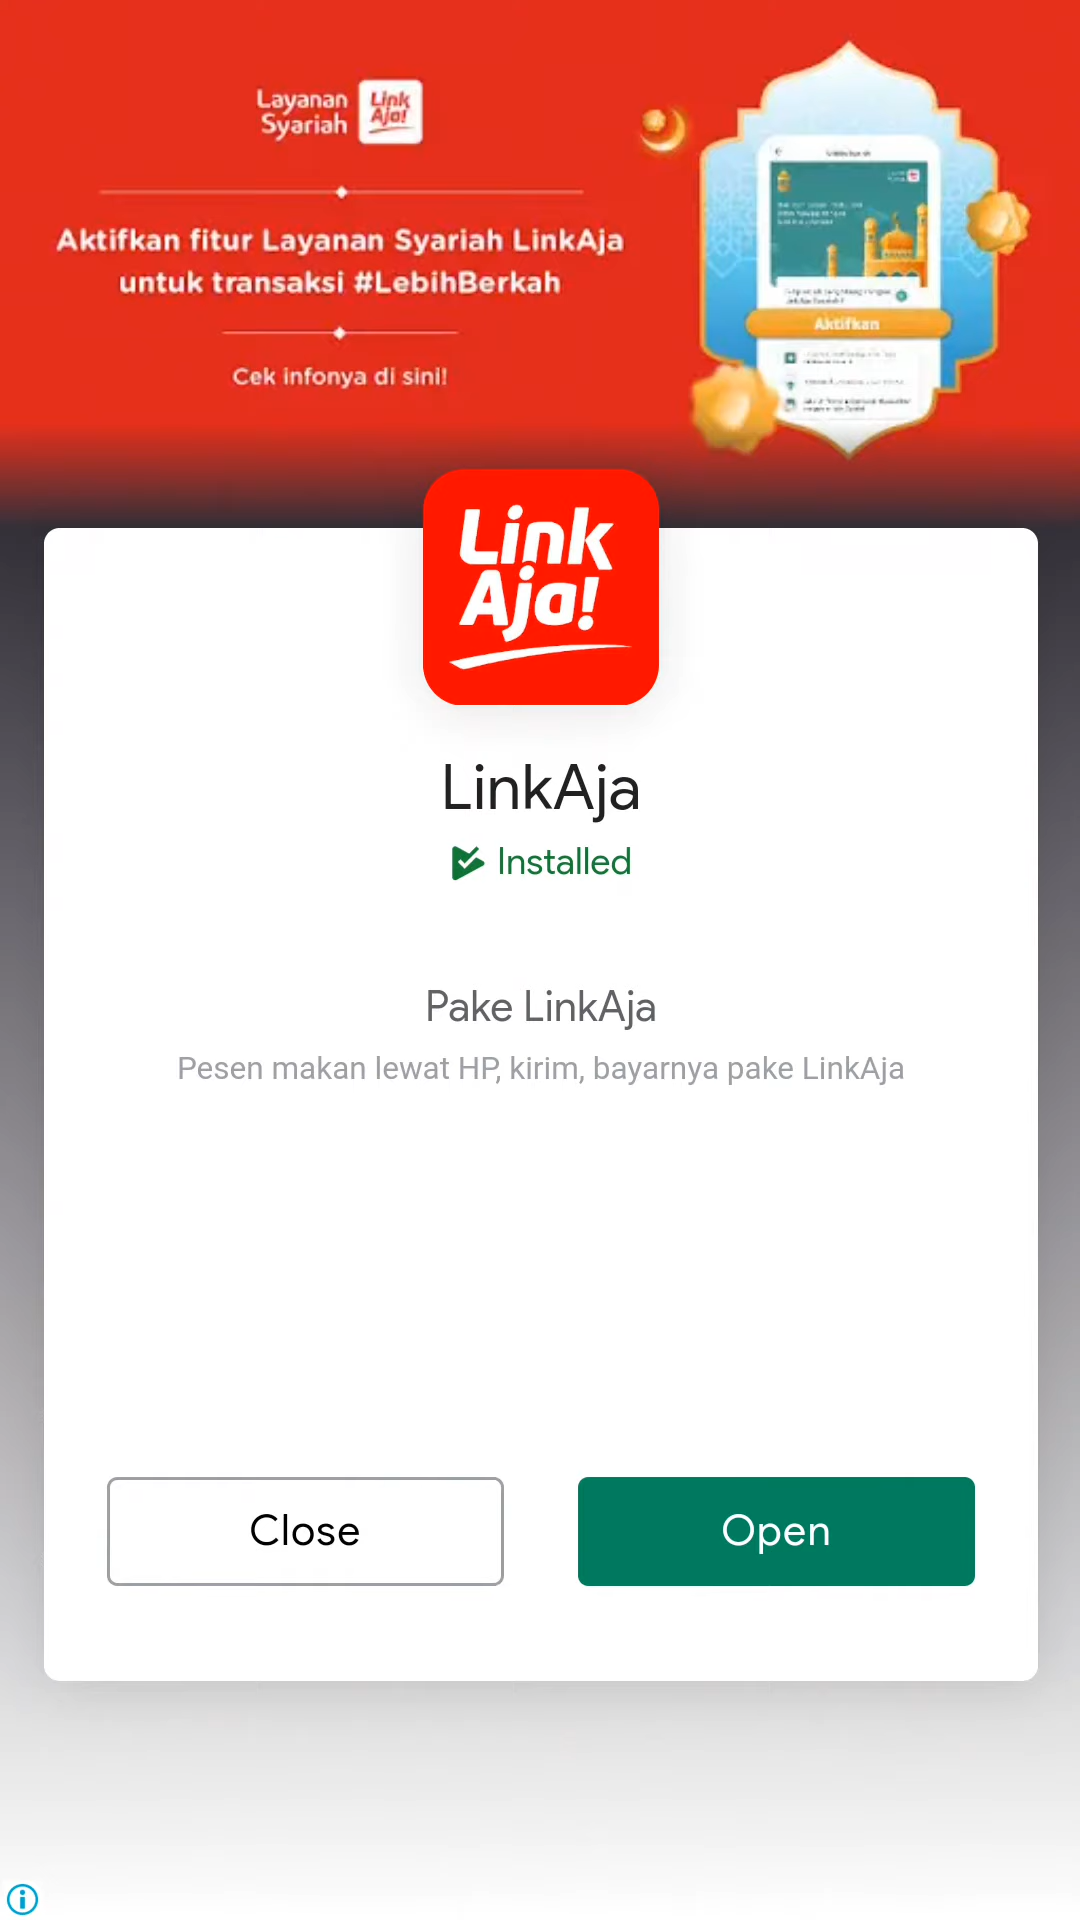 Layanan
Syariah
Link
Aja!
Aktifkan fitur Layanan Syariah LinkAja
untuk transaksi #LebihBerkah
Cek infonya di sini!
Aktifkan
Link
Aja!
LinkAja
Installed
Pake LinkAja
Pesen makan lewat HP, kirim, bayarnya pake LinkAja
Close
Open